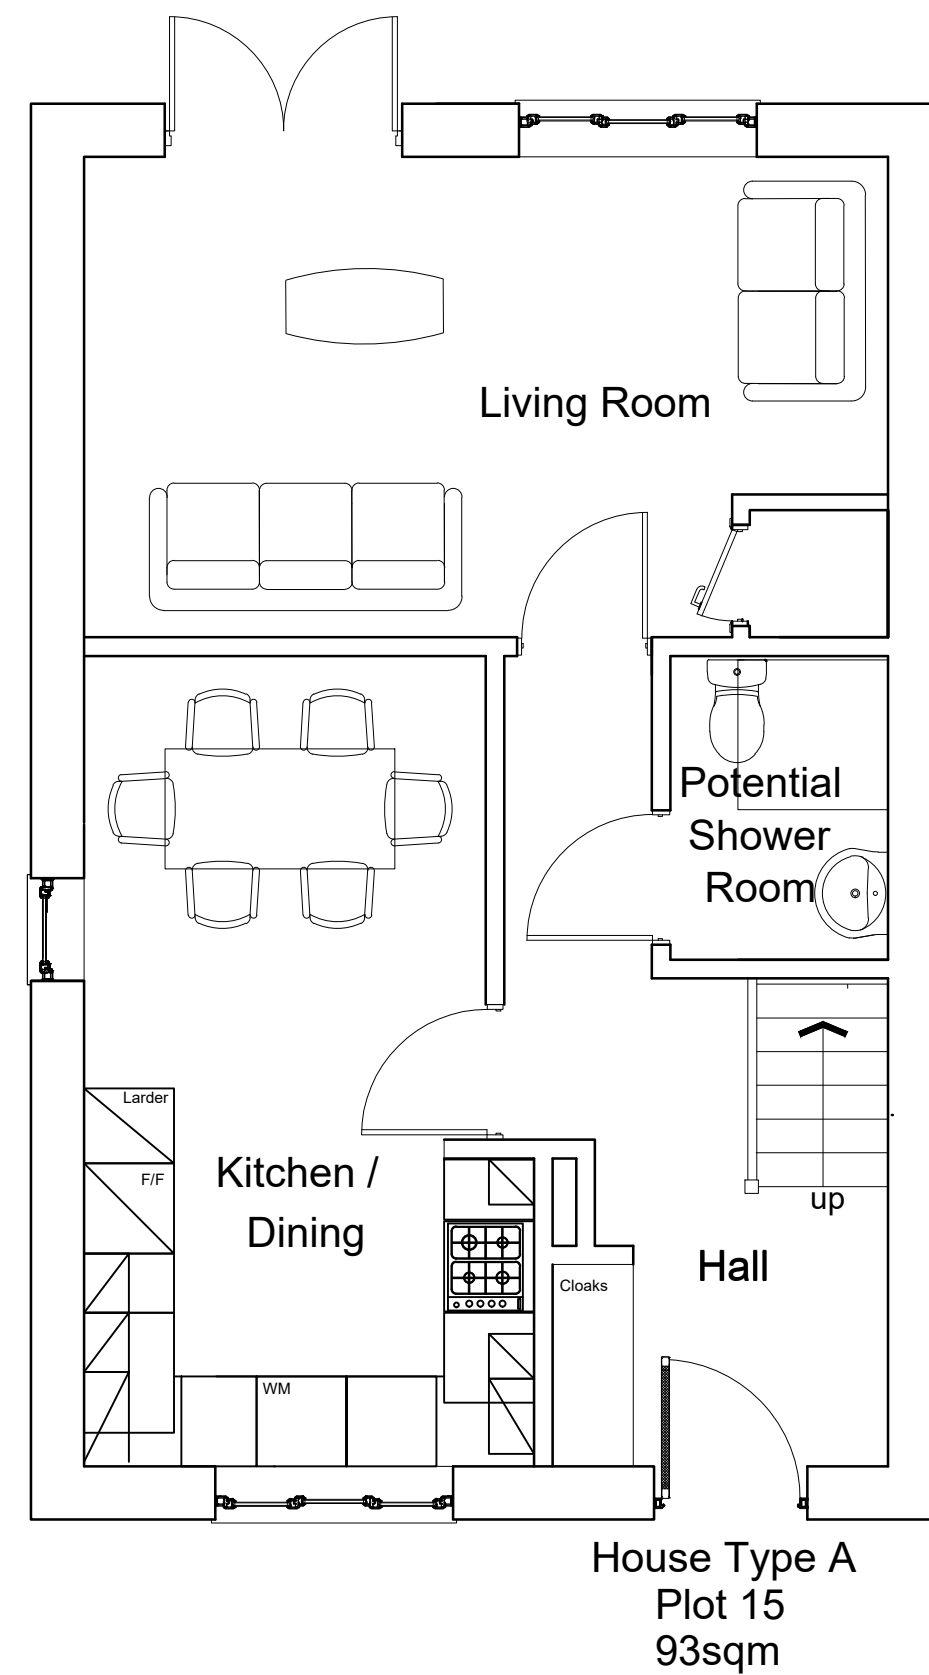 Living Room
Potential
Shower
Room
Larder
F/F
Kitchen /
Dining
up
Hall
Cloaks
WM
House Type A
Plot 15
93sqm